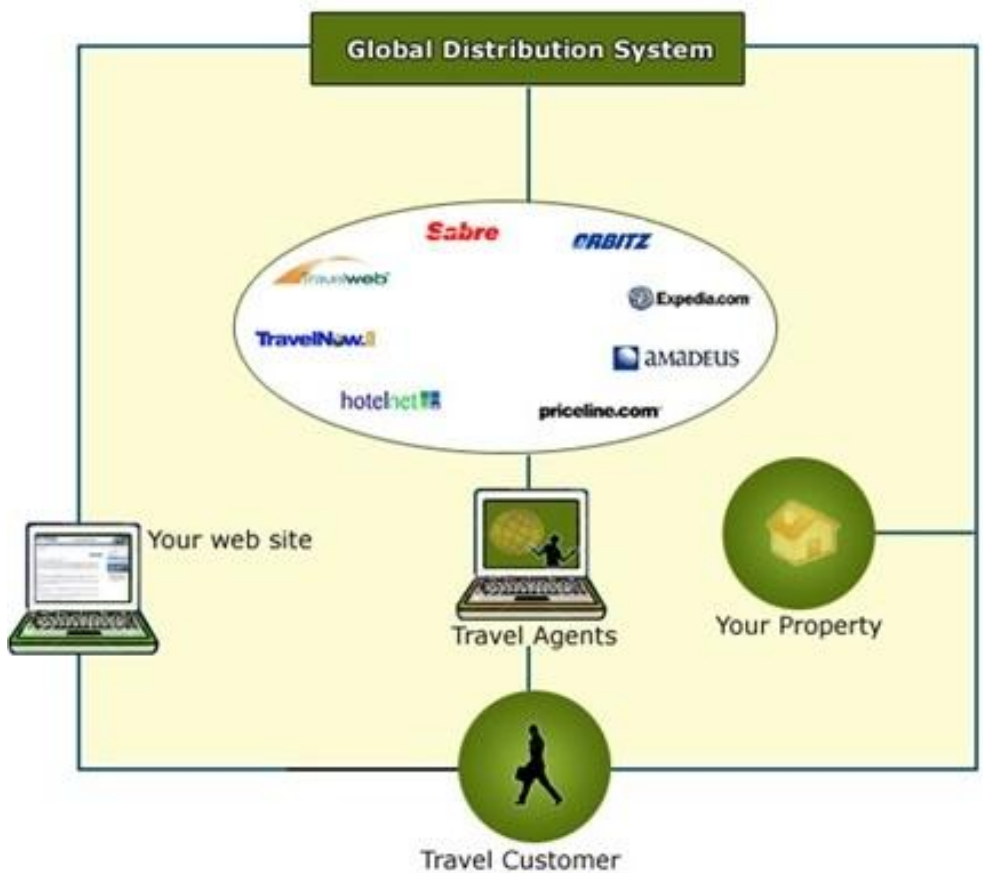 Global Distribution System
Sabre
ORBITZ
Travelweb
Expedia.com
TravelNow.
amadeus
hotelnet
priceline.com
Your web site
Travel Agents
Your Property
Travel Customer